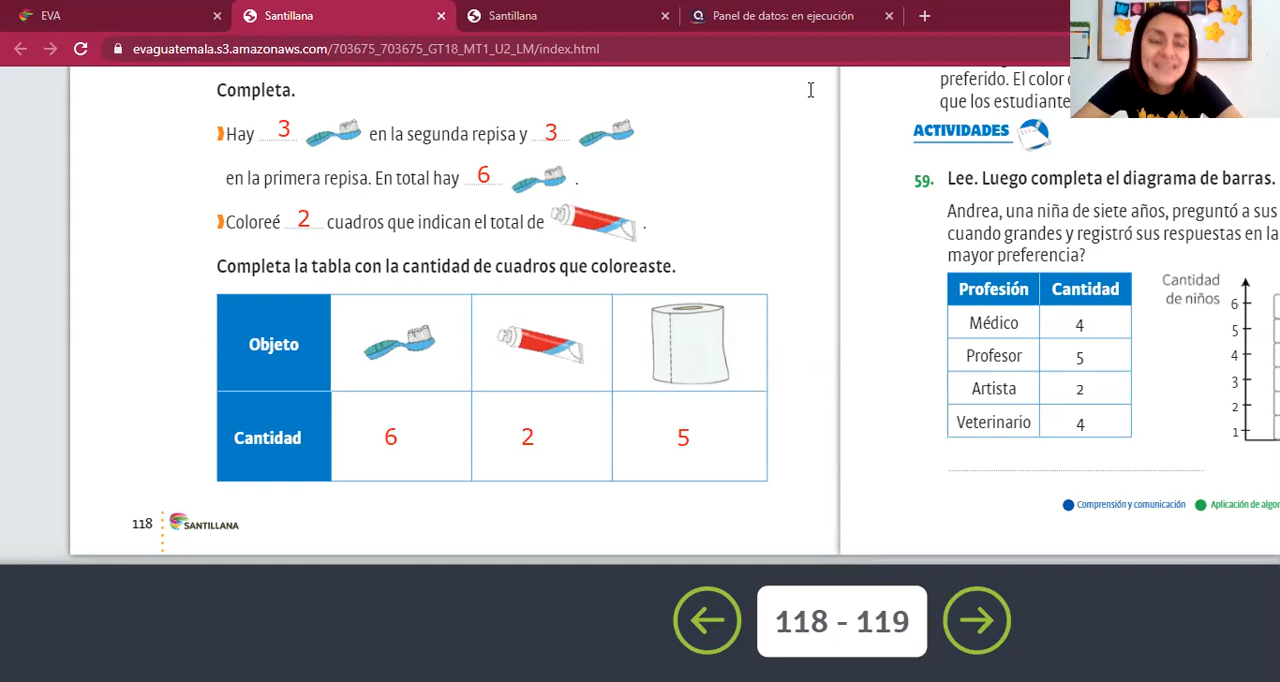 EVA
Santillana
Santillana
Panel de datos: en ejecución
evaguatemala.s3.amazonaws.com/703675_703675_GT18_MT1_U2_LM/index.html
Completa.
Hay 3 en la segunda repisa y 3
en la primera repisa. En total hay 6 .
Coloreé 2 cuadros que indican el total de .
Completa la tabla con la cantidad de cuadros que coloreaste.
Objeto
Cantidad 6 2 5
118 SANTILLANA
preferido. El color
que los estudiante
ACTIVIDADES
59. Lee. Luego completa el diagrama de barras.
Andrea, una niña de siete años, preguntó a sus
cuando grandes y registró sus respuestas en la
mayor preferencia?
Profesión Cantidad
Médico 4
Profesor 5
Artista 2
Veterinario 4
Cantidad
de niños
6
5
4
3
2
1
Comprensión y comunicación Aplicación de algor
118 - 119